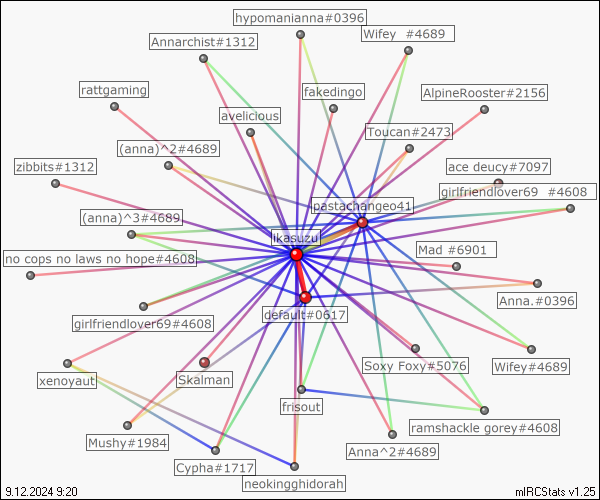 hypomanianna#0396
Annarchist#1312
Wifey #4689
rattgaming
fakedingo
AlpineRooster#2156
avelicious
Toucan#2473
(anna)^2#4689
zibbits#1312
ace deucy#7097
girlfriendlover69 #4608
pastachangeo41
(anna)^3#4689
likasuzu
Mad #6901
no cops no laws no hope#4608
Anna.#0396
default#0617
girlfriendlover69#4608
Soxy Foxy#5076
Wifey#4689
xenoyaut
Skalman
frisout
ramshackle gorey#4608
Mushy#1984
Anna^2#4689
Cypha#1717
neokingghidorah
9.12.2024 9:20
mIRCStats v1.25